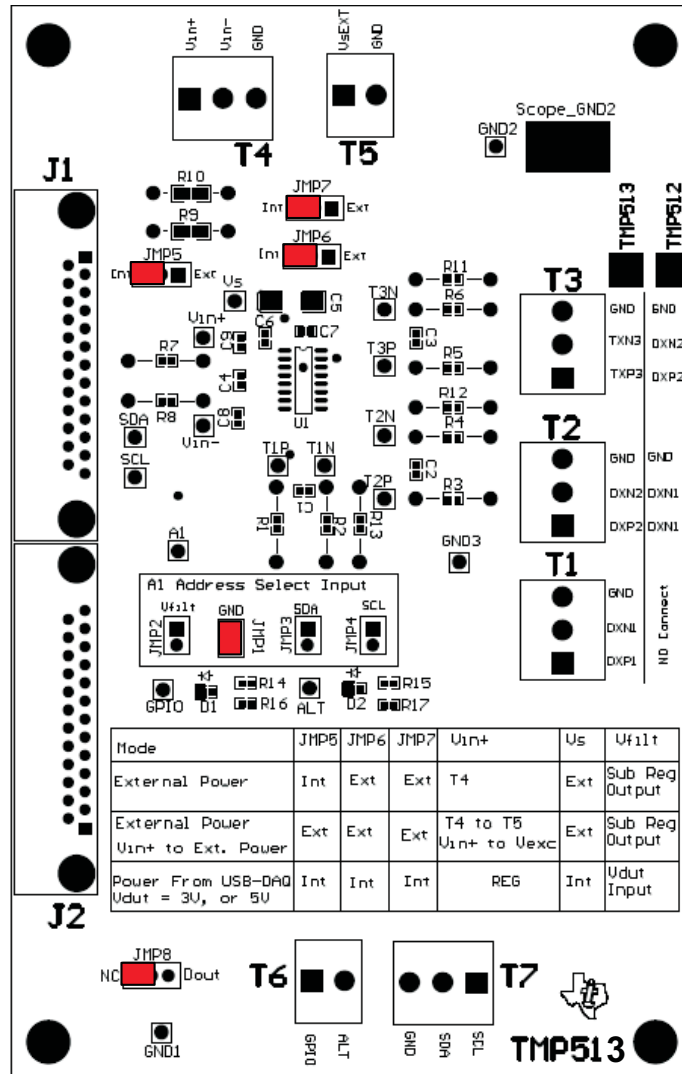 Vin+ Vin- GND
VsEXT GND
T4
T5
Scope_GND2
GND2
J1
R10
R9
JMP7
Int Ext
JMP6
Int Ext
JMP5
Int Ext
TMP513
TMP512
Vs
C5
C6
C7
Vin+
C9
R7
C4
R8
C8
Vin-
U1
SDA
SCL
T3N
T3P
T2N
T2P
T1P
T1N
R11
R6
C3
R5
R12
R4
C2
R3
C1
R1
R2
R13
T3
GND GND
TXN3 DXN2
TXP3 DXP2
T2
GND GND
DXN2 DXN1
DXP2 DXN1
T1
GND
DXN1
DXP1
NO Connect
A1
GND3
A1 Address Select Input
Vfilt GND SDA SCL
JMP2 JMP1 JMP3 JMP4
GPIO
D1
R14
R16
ALT
D2
R15
R17
Mode JMP5 JMP6 JMP7 Vin+ Vs Vfilt
External Power Int Ext Ext T4 Ext Sub Reg Output
External Power Vin+ to Ext. Power Ext Ext Ext T4 to T5 Vin+ to Vexc Ext Sub Reg Output
Power From USB-DAQ Vdut = 3V, or 5V Int Int Int REG Int Vdut Input
J2
JMP8
NC Dout
GND1
T6
GPIO ALT
T7
GND SDA SCL
TMP513